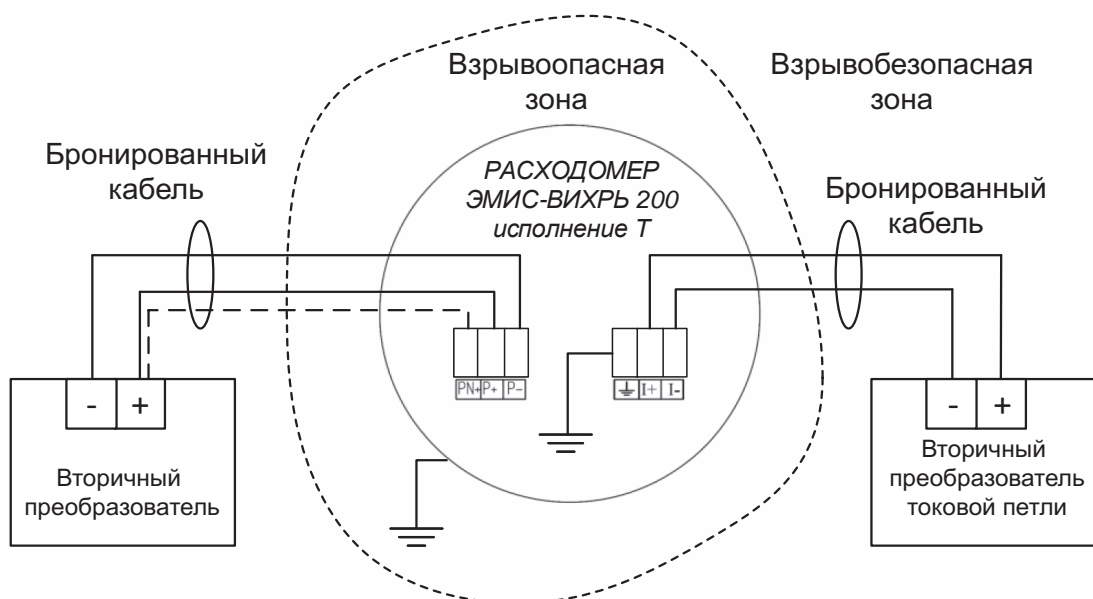 Взрывоопасная
зона
Взрывобезопасная
зона
Бронированный
кабель
РАСХОДОМЕР
ЭМИС-ВИХРЬ 200
исполнение Т
Бронированный
кабель
PN+ P+ P-
⏚ I+ I-
- +
Вторичный
преобразователь
- +
Вторичный
преобразователь
токовой петли